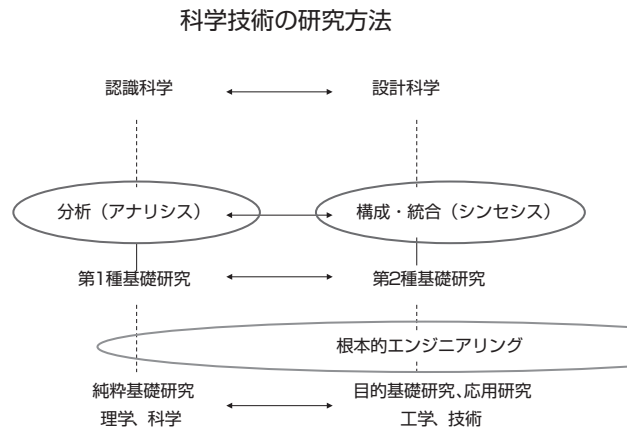 科学技術の研究方法
認識科学
設計科学
分析（アナリシス）
構成・統合（シンセシス）
第1種基礎研究
第2種基礎研究
根本的エンジニアリング
純粋基礎研究
理学、科学
目的基礎研究、応用研究
工学、技術